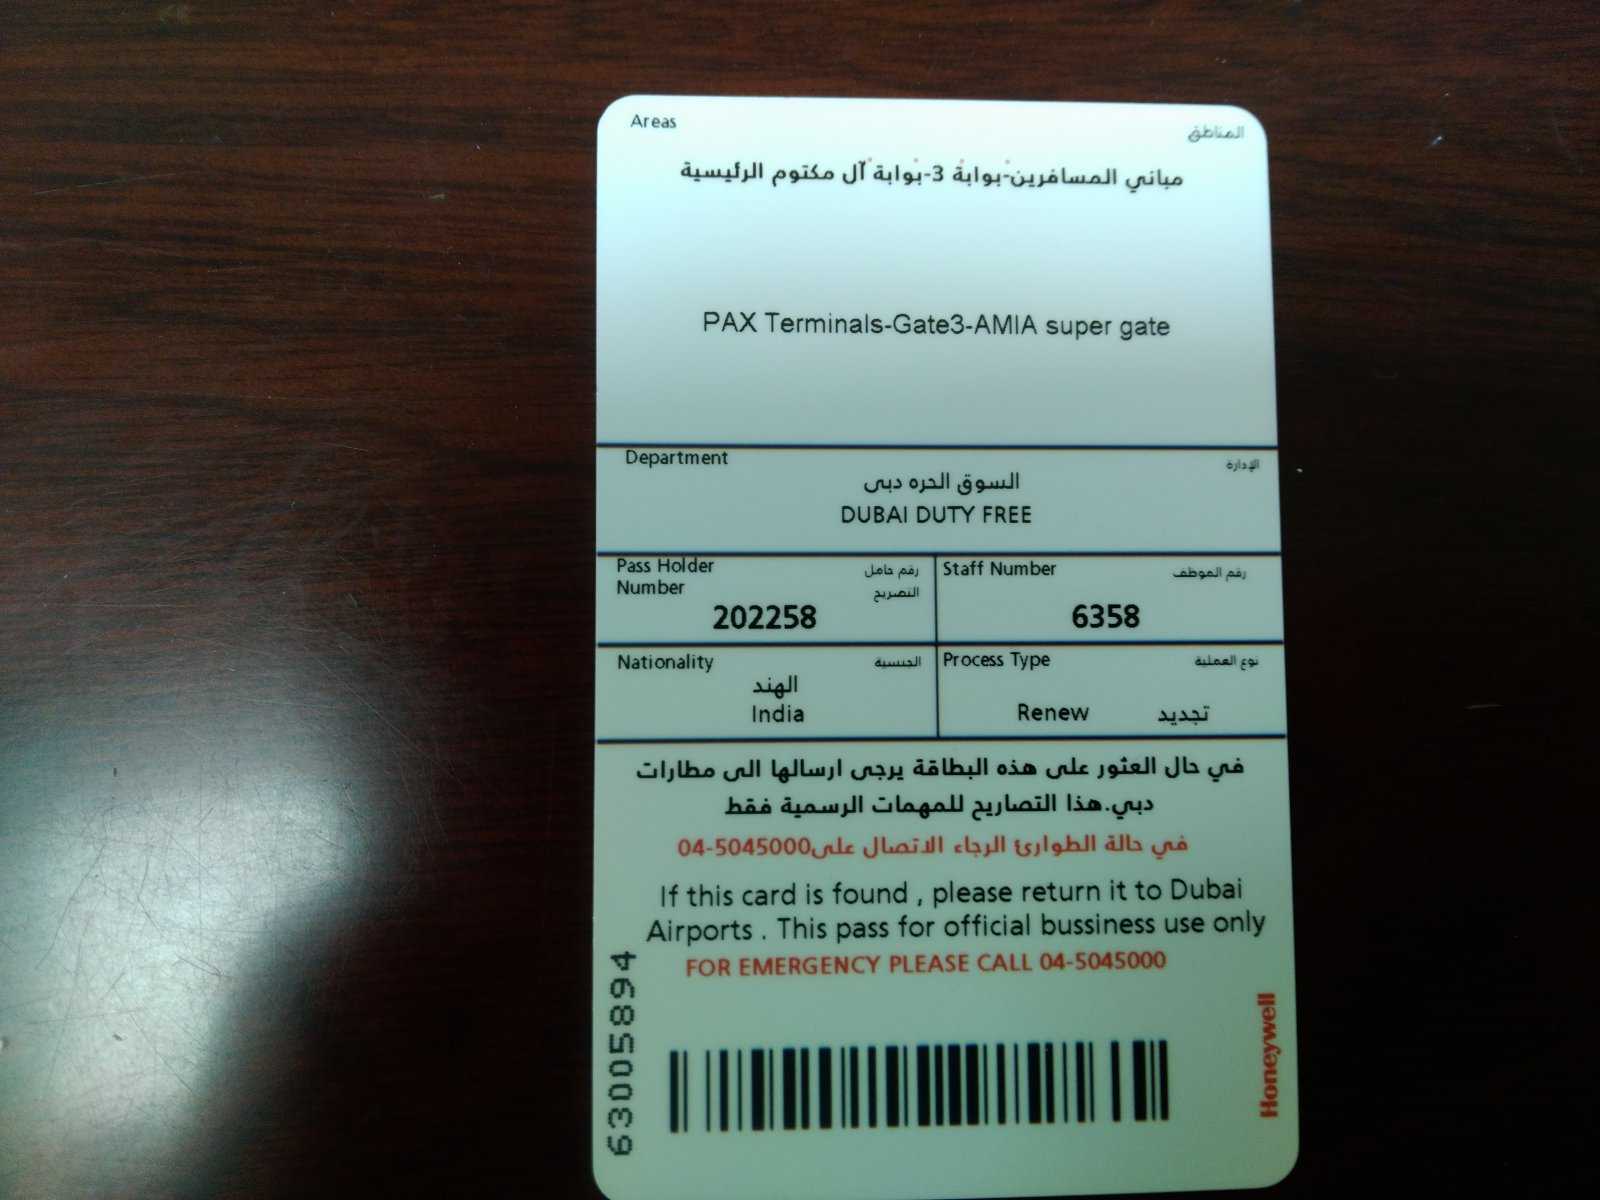 Areas
المناطق
مباني المسافرين-بوابة 3-بوابة آل مكتوم الرئيسية
PAX Terminals-Gate3-AMIA super gate
Department
الإدارة
السوق الحره دبى
DUBAI DUTY FREE
Pass Holder
Number
رقم حامل
التصريح
202258
Staff Number
رقم الموظف
6358
Nationality
الجنسية
الهند
India
Process Type
نوع العملية
Renew
تجديد
في حال العثور على هذه البطاقة يرجى ارسالها الى مطارات
دبي.هذا التصاريح للمهمات الرسمية فقط
في حالة الطوارئ الرجاء الاتصال على04-5045000
If this card is found , please return it to Dubai
Airports . This pass for official bussiness use only
FOR EMERGENCY PLEASE CALL 04-5045000
63005894
Honeywell